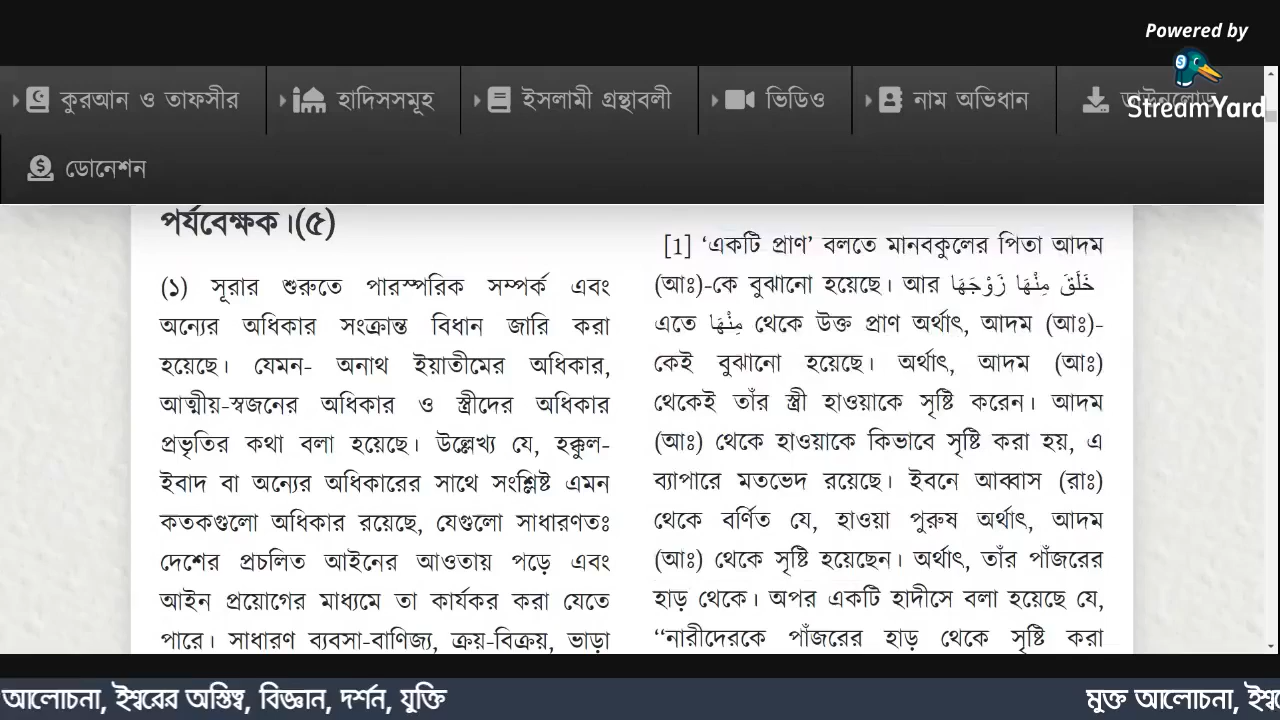 Powered by
StreamYard
কুরআন ও তাফসীর
হাদিসসমূহ
ইসলামী গ্রন্থাবলী
ভিডিও
নাম অভিধান
ডোনেশন
পর্যবেক্ষক।(৫)
(১) সূরার শুরুতে পারস্পরিক সম্পর্ক এবং
অন্যের অধিকার সংক্রান্ত বিধান জারি করা
হয়েছে। যেমন- অনাথ ইয়াতীমের অধিকার,
আত্মীয়-স্বজনের অধিকার ও স্ত্রীদের অধিকার
প্রভৃতির কথা বলা হয়েছে। উল্লেখ্য যে, হক্কুল-
ইবাদ বা অন্যের অধিকারের সাথে সংশ্লিষ্ট এমন
কতকগুলো অধিকার রয়েছে, যেগুলো সাধারণতঃ
দেশের প্রচলিত আইনের আওতায় পড়ে এবং
আইন প্রয়োগের মাধ্যমে তা কার্যকর করা যেতে
পারে। সাধারণ ব্যবসা-বাণিজ্য, ক্রয়-বিক্রয়, ভাড়া
[1] ‘একটি প্রাণ’ বলতে মানবকুলের পিতা আদম
(আঃ)-কে বুঝানো হয়েছে। আর خَلَقَ مِنْهَا زَوْجَهَا
এতে مِنْهَا থেকে উক্ত প্রাণ অর্থাৎ, আদম (আঃ)-
কেই বুঝানো হয়েছে। অর্থাৎ, আদম (আঃ)
থেকেই তাঁর স্ত্রী হাওয়াকে সৃষ্টি করেন। আদম
(আঃ) থেকে হাওয়াকে কিভাবে সৃষ্টি করা হয়, এ
ব্যাপারে মতভেদ রয়েছে। ইবনে আব্বাস (রাঃ)
থেকে বর্ণিত যে, হাওয়া পুরুষ অর্থাৎ, আদম
(আঃ) থেকে সৃষ্টি হয়েছেন। অর্থাৎ, তাঁর পাঁজরের
হাড় থেকে। অপর একটি হাদীসে বলা হয়েছে যে,
‘‘নারীদেরকে পাঁজরের হাড় থেকে সৃষ্টি করা
আলোচনা, ইশ্বরের অস্তিত্ব, বিজ্ঞান, দর্শন, যুক্তি
মুক্ত আলোচনা,